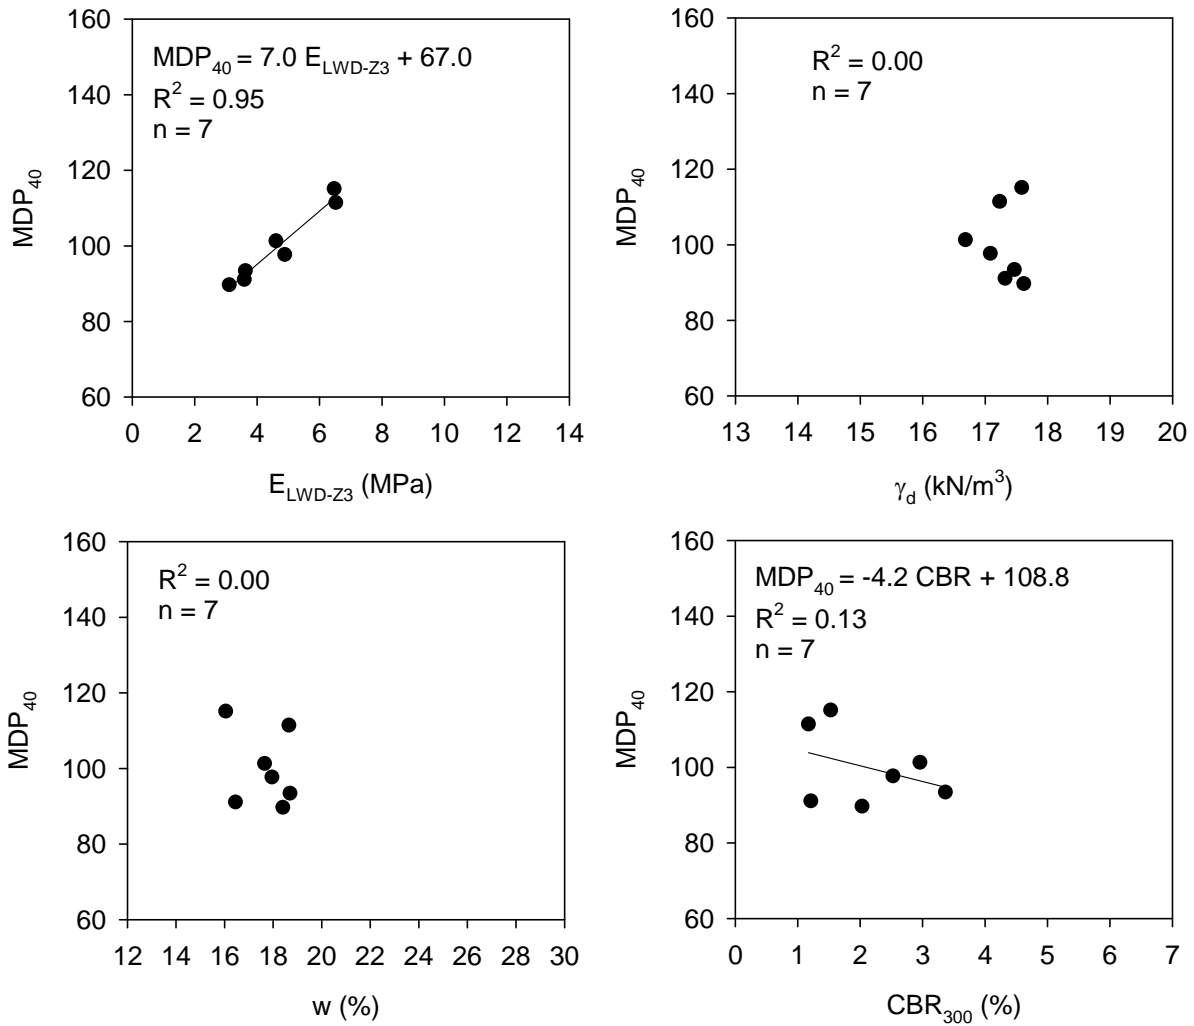 MDP₄₀ = 7.0 E_LWD-Z3 + 67.0
R² = 0.95
n = 7
MDP₄₀
160
140
120
100
80
60
0 2 4 6 8 10 12 14
E_LWD-Z3 (MPa)
R² = 0.00
n = 7
MDP₄₀
160
140
120
100
80
60
13 14 15 16 17 18 19 20
γ_d (kN/m³)
R² = 0.00
n = 7
MDP₄₀
160
140
120
100
80
60
12 14 16 18 20 22 24 26 28 30
w (%)
MDP₄₀ = -4.2 CBR + 108.8
R² = 0.13
n = 7
MDP₄₀
160
140
120
100
80
60
0 1 2 3 4 5 6 7
CBR₃₀₀ (%)